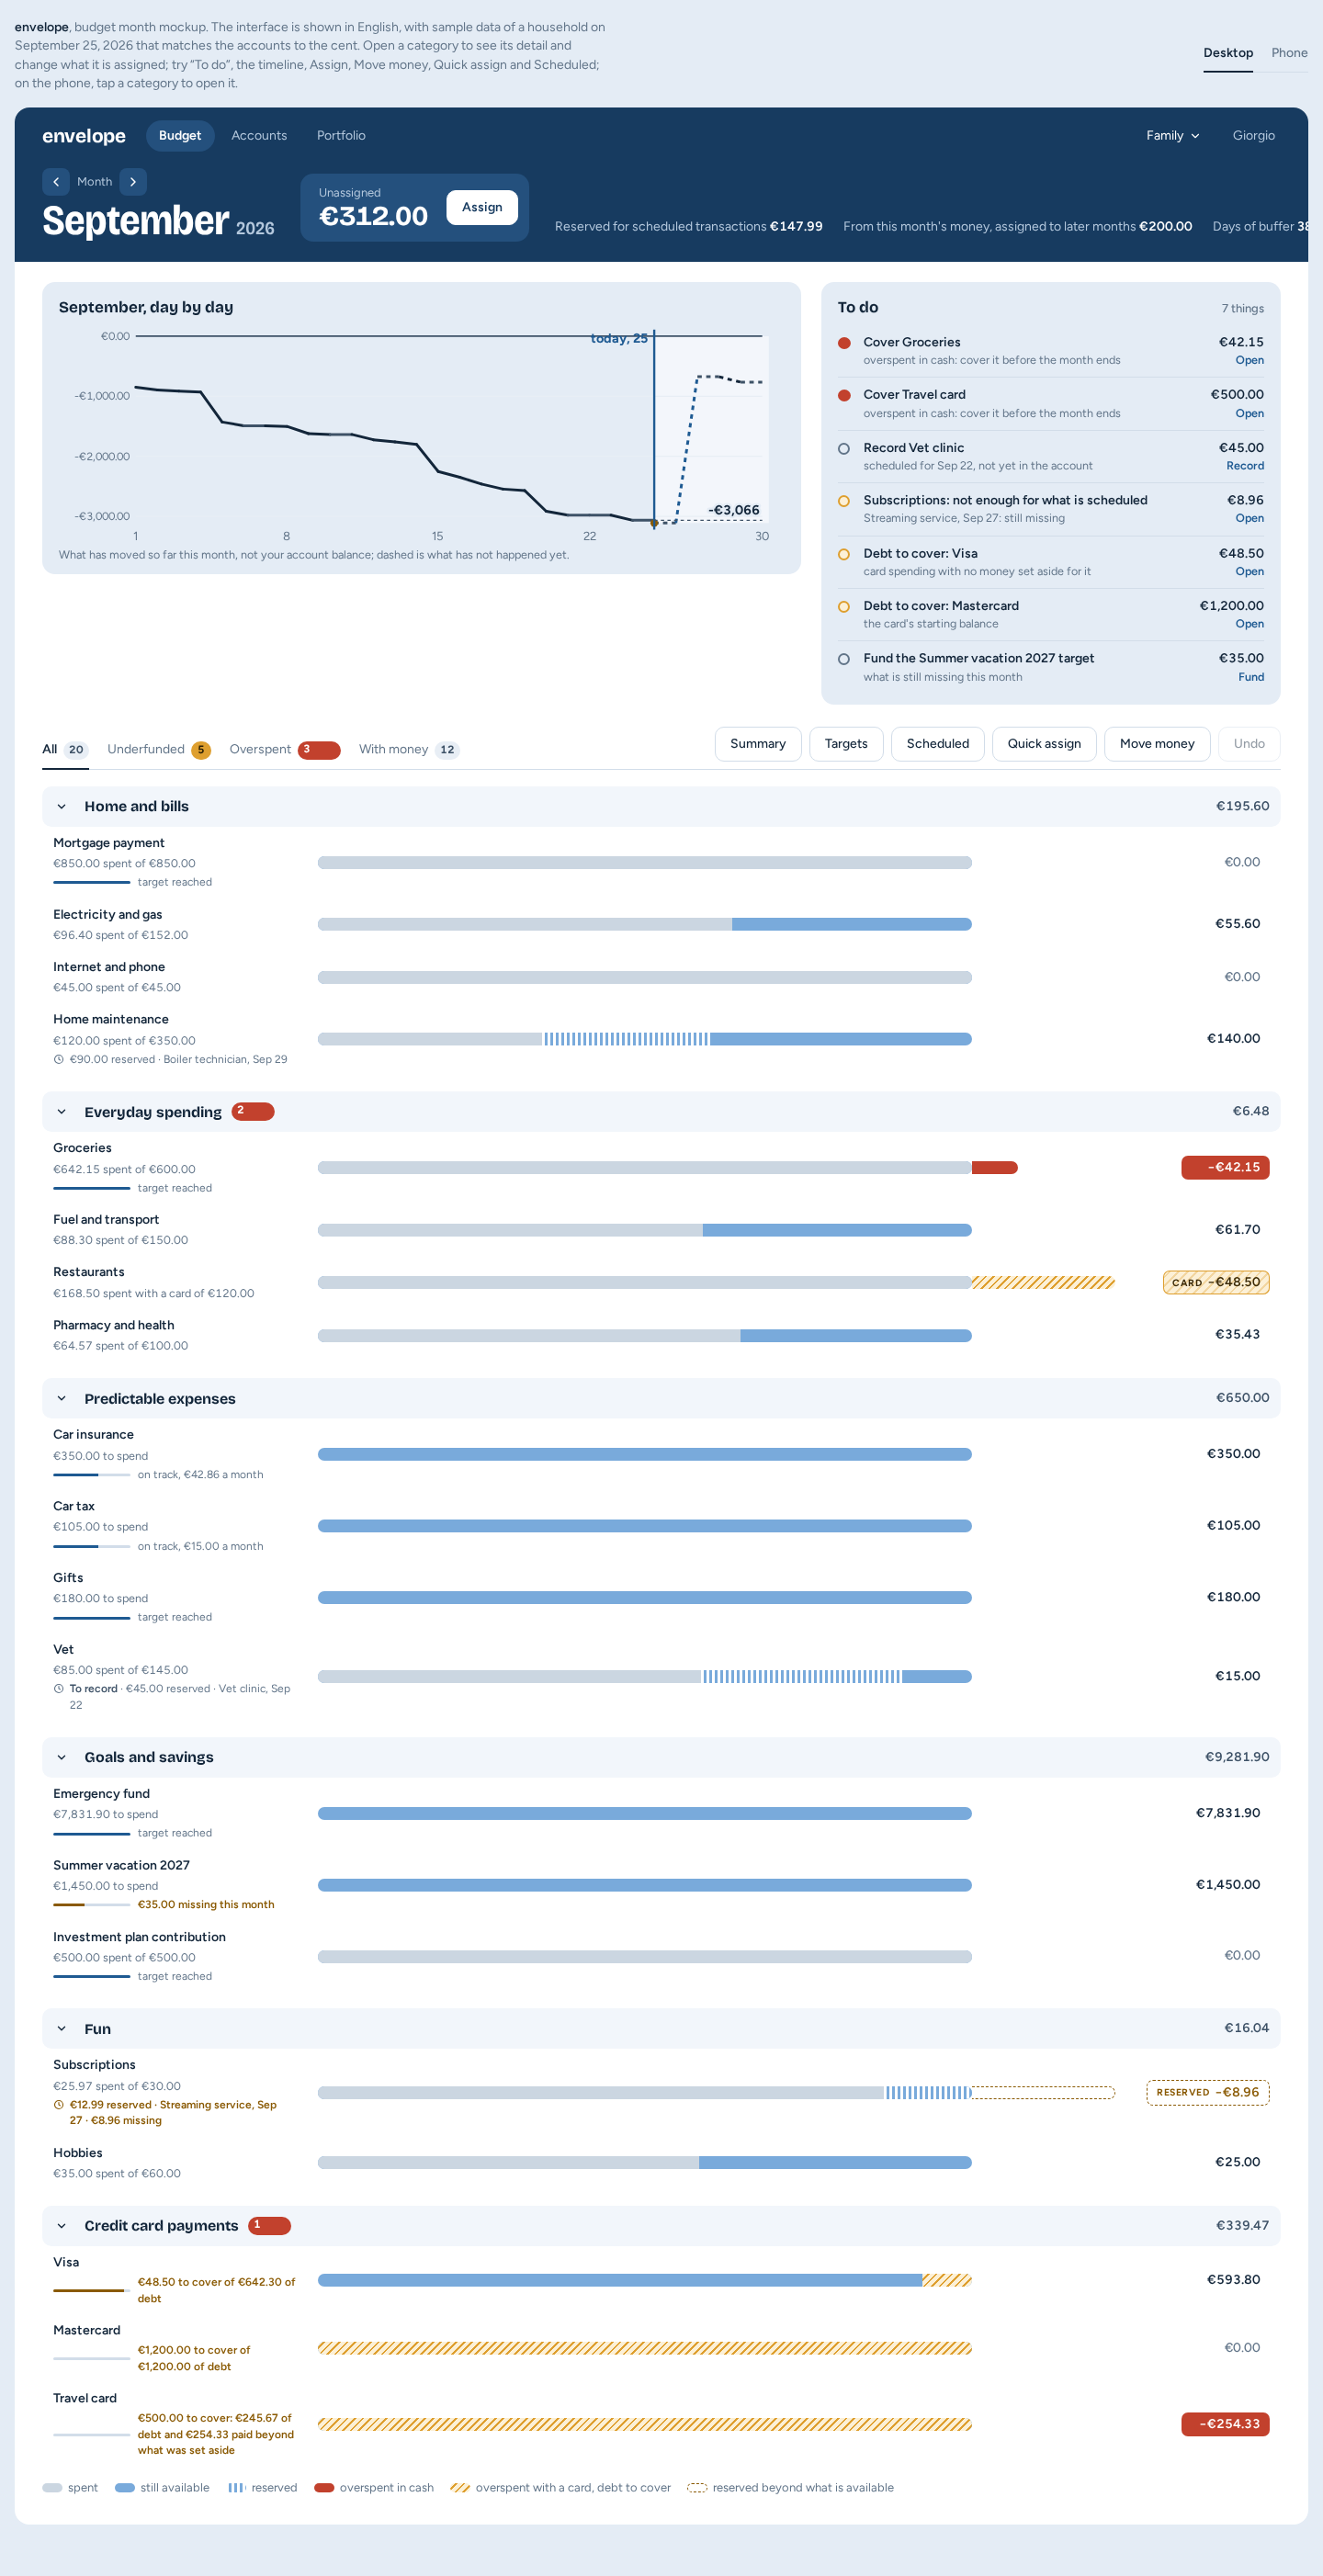 envelope, budget month mockup. The interface is shown in English, with sample data of a household on
September 25, 2026 that matches the accounts to the cent. Open a category to see its detail and
change what it is assigned; try “To do”, the timeline, Assign, Move money, Quick assign and Scheduled;
on the phone, tap a category to open it.
Desktop Phone
envelope Budget Accounts Portfolio Family Giorgio
Month
September 2026
Unassigned
€312.00
Assign
Reserved for scheduled transactions €147.99 From this month's money, assigned to later months €200.00 Days of buffer 38
September, day by day
€0.00
-€1,000.00
-€2,000.00
-€3,000.00
today, 25
-€3,066
1 8 15 22 30
What has moved so far this month, not your account balance; dashed is what has not happened yet.
To do 7 things
Cover Groceries €42.15
overspent in cash: cover it before the month ends Open
Cover Travel card €500.00
overspent in cash: cover it before the month ends Open
Record Vet clinic €45.00
scheduled for Sep 22, not yet in the account Record
Subscriptions: not enough for what is scheduled €8.96
Streaming service, Sep 27: still missing Open
Debt to cover: Visa €48.50
card spending with no money set aside for it Open
Debt to cover: Mastercard €1,200.00
the card's starting balance Open
Fund the Summer vacation 2027 target €35.00
what is still missing this month Fund
All 20 Underfunded 5 Overspent 3 With money 12
Summary Targets Scheduled Quick assign Move money Undo
Home and bills €195.60
Mortgage payment
€850.00 spent of €850.00 €0.00
target reached
Electricity and gas
€96.40 spent of €152.00 €55.60
Internet and phone
€45.00 spent of €45.00 €0.00
Home maintenance
€120.00 spent of €350.00 €140.00
€90.00 reserved · Boiler technician, Sep 29
Everyday spending 2 €6.48
Groceries
€642.15 spent of €600.00 −€42.15
target reached
Fuel and transport
€88.30 spent of €150.00 €61.70
Restaurants
€168.50 spent with a card of €120.00 CARD −€48.50
Pharmacy and health
€64.57 spent of €100.00 €35.43
Predictable expenses €650.00
Car insurance
€350.00 to spend €350.00
on track, €42.86 a month
Car tax
€105.00 to spend €105.00
on track, €15.00 a month
Gifts
€180.00 to spend €180.00
target reached
Vet
€85.00 spent of €145.00 €15.00
To record · €45.00 reserved · Vet clinic, Sep
22
Goals and savings €9,281.90
Emergency fund
€7,831.90 to spend €7,831.90
target reached
Summer vacation 2027
€1,450.00 to spend €1,450.00
€35.00 missing this month
Investment plan contribution
€500.00 spent of €500.00 €0.00
target reached
Fun €16.04
Subscriptions
€25.97 spent of €30.00 RESERVED −€8.96
€12.99 reserved · Streaming service, Sep
27 · €8.96 missing
Hobbies
€35.00 spent of €60.00 €25.00
Credit card payments 1 €339.47
Visa
€48.50 to cover of €642.30 of
debt
€593.80
Mastercard
€1,200.00 to cover of
€1,200.00 of debt
€0.00
Travel card
€500.00 to cover: €245.67 of
debt and €254.33 paid beyond
what was set aside
−€254.33
spent still available reserved overspent in cash overspent with a card, debt to cover reserved beyond what is available